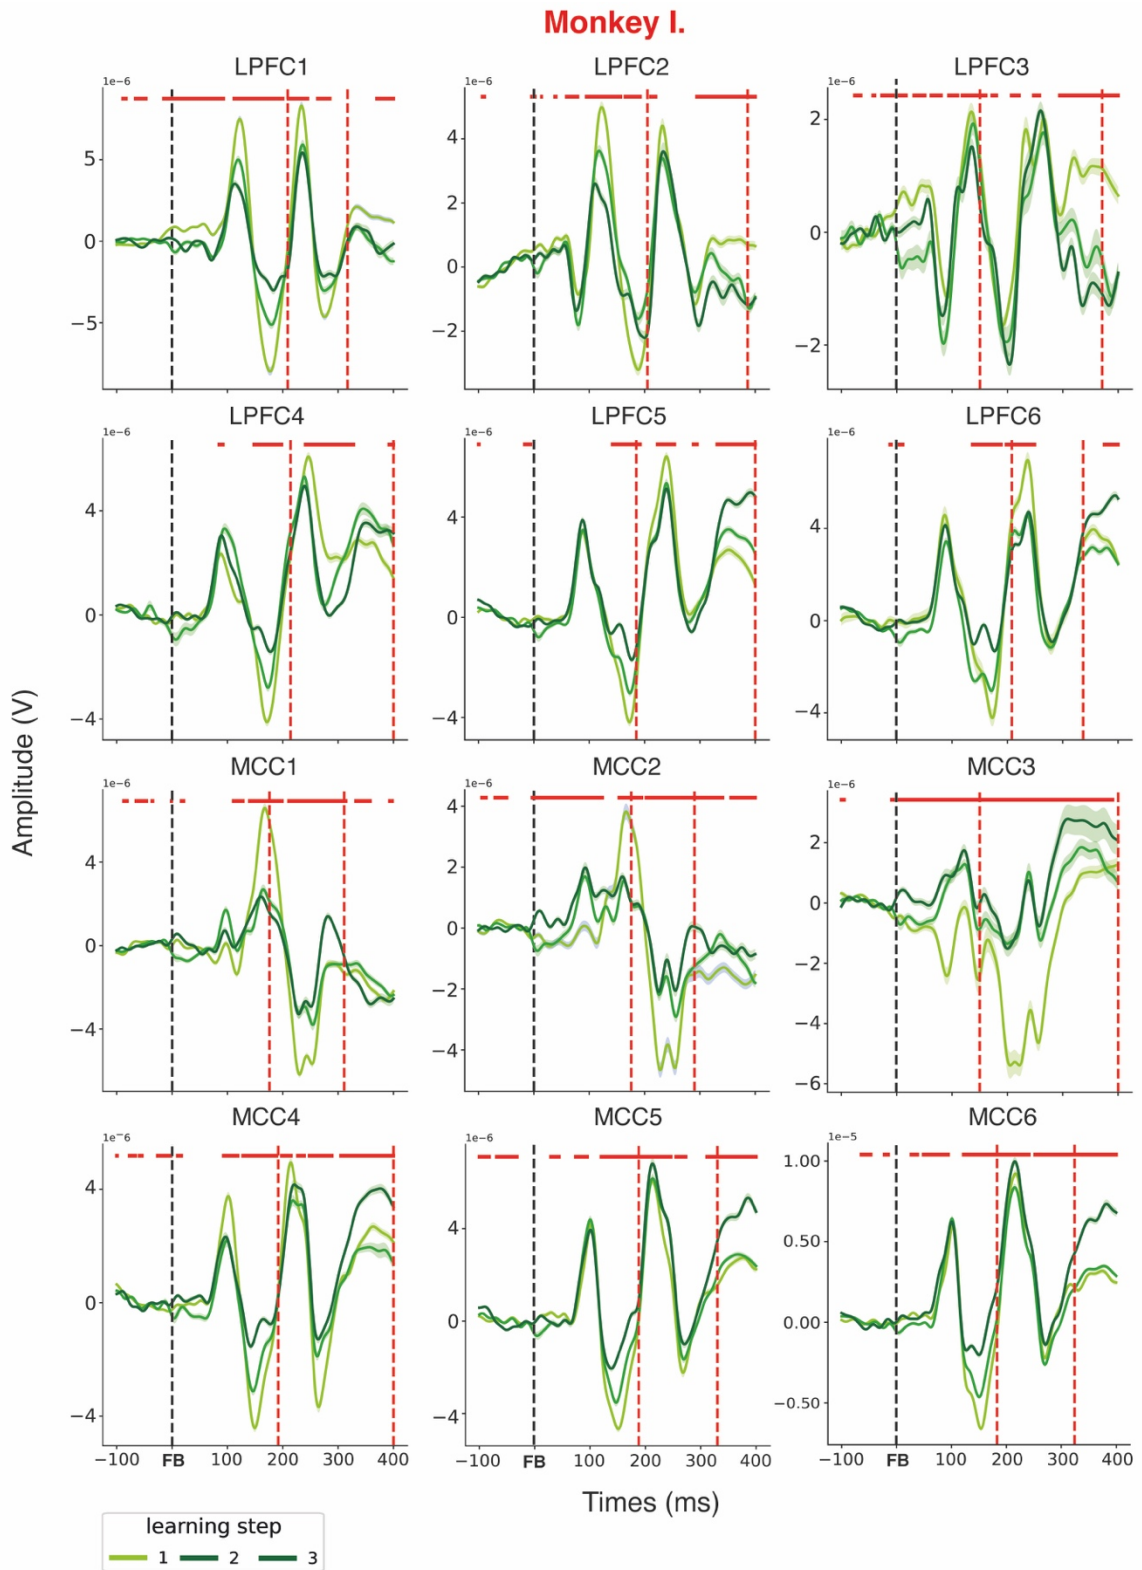 Monkey I.
LPFC1 LPFC2 LPFC3
1e−6 1e−6 1e−6
5 4 2
0 2 0
−5 0 −2
−2
LPFC4 LPFC5 LPFC6
1e−6 1e−6 1e−6
4 4 4
0 0 0
−4 −4 −4
Amplitude (V)
MCC1 MCC2 MCC3
1e−6 1e−6 1e−6
4 4 2
0 2 0
−4 0 −2
−2 −4
−4 −6
MCC4 MCC5 MCC6
1e−6 1e−6 1e−5
4 4 1.00
0 0 0.50
−4 −4 0.00
−0.50
−100 FB 100 200 300 400 −100 FB 100 200 300 400 −100 FB 100 200 300 400
Times (ms)
learning step
1 2 3